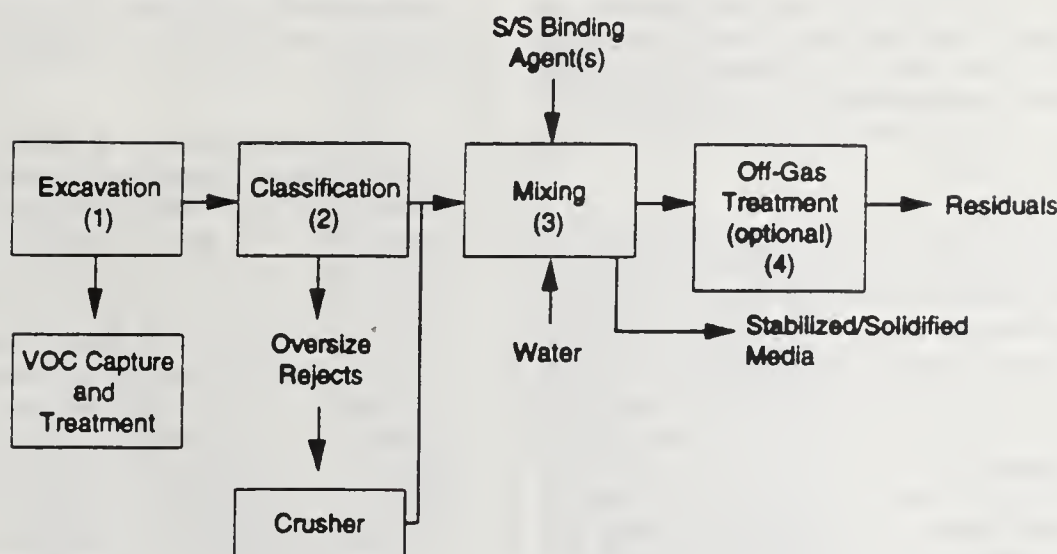 S/S Binding
Agent(s)
Excavation
(1)
Classification
(2)
Mixing
(3)
Off-Gas
Treatment
(optional)
(4)
Residuals
VOC Capture
and
Treatment
Oversize
Rejects
Water
Stabilized/Solidified
Media
Crusher